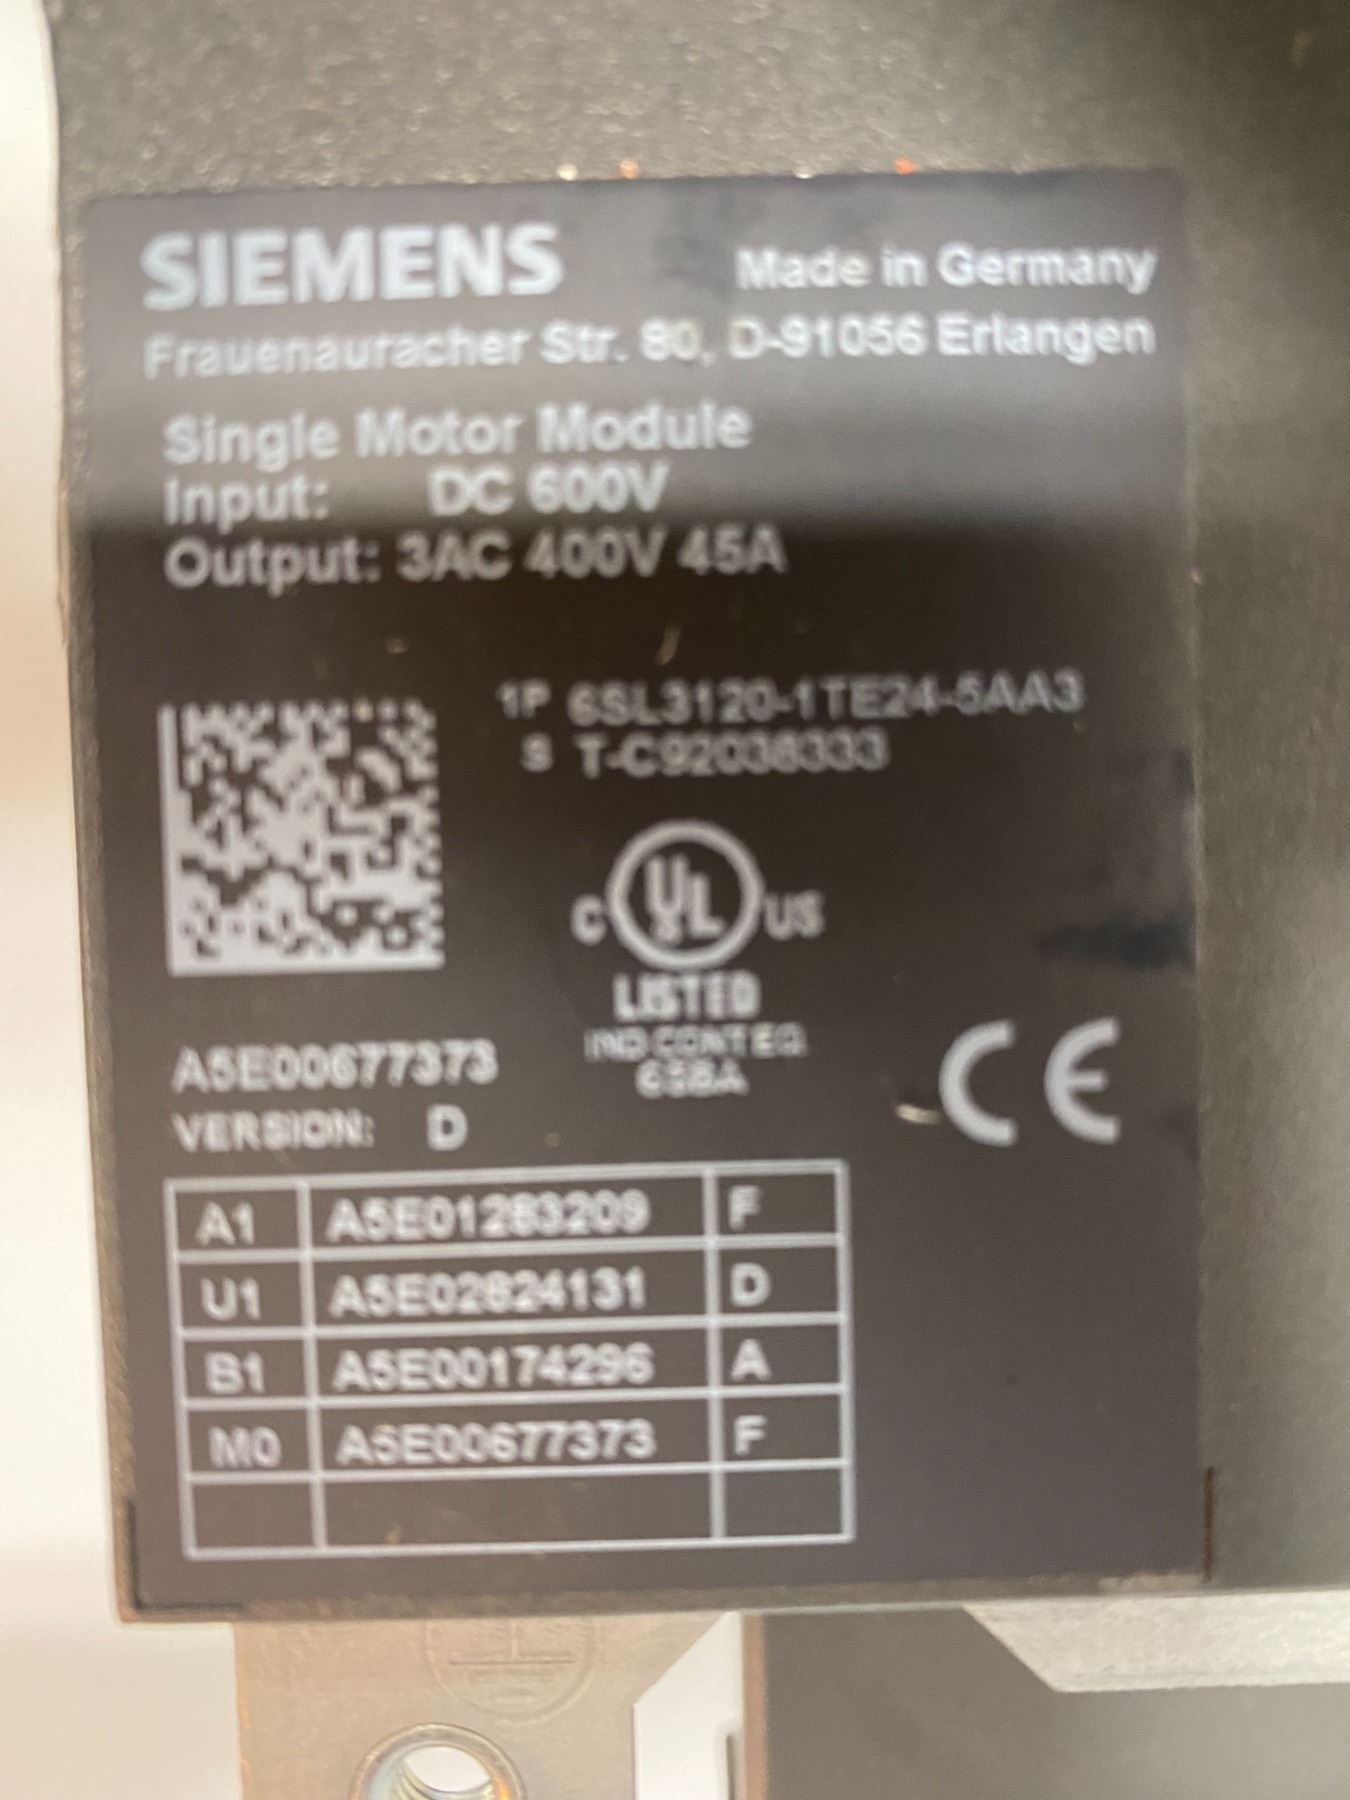 SIEMENS Made in Germany
Frauenauracher Str. 80, D-91056 Erlangen
Single Motor Module
Input: DC 600V
Output: 3AC 400V 45A
1P 6SL3120-1TE24-5AA3
S T-C92036333
C UL US
LISTED
IND CONT EQ
65BA
CE
A5E00677373
VERSION: D
A1 A5E01283209 F
U1 A5E02824131 D
B1 A5E00174296 A
M0 A5E00677373 F